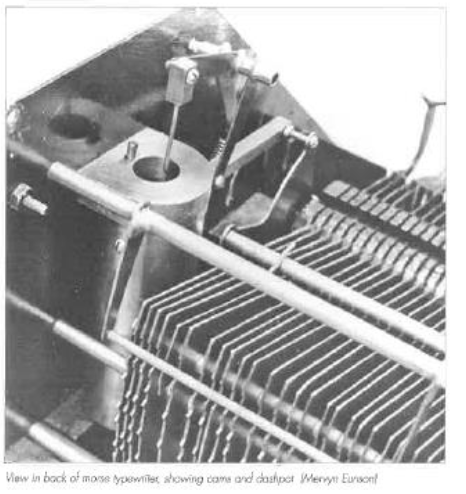 View in back of morse typewriter, showing cams and dashpot (Mervyn Eunson)